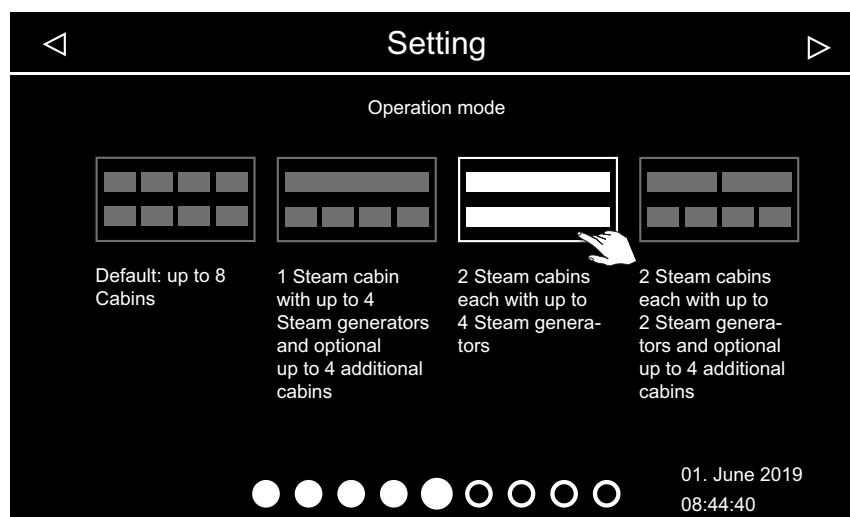 Setting
Operation mode
Default: up to 8
Cabins
1 Steam cabin
with up to 4
Steam generators
and optional
up to 4 additional
cabins
2 Steam cabins
each with up to
4 Steam genera-
tors
2 Steam cabins
each with up to
2 Steam genera-
tors and optional
up to 4 additional
cabins
01. June 2019
08:44:40